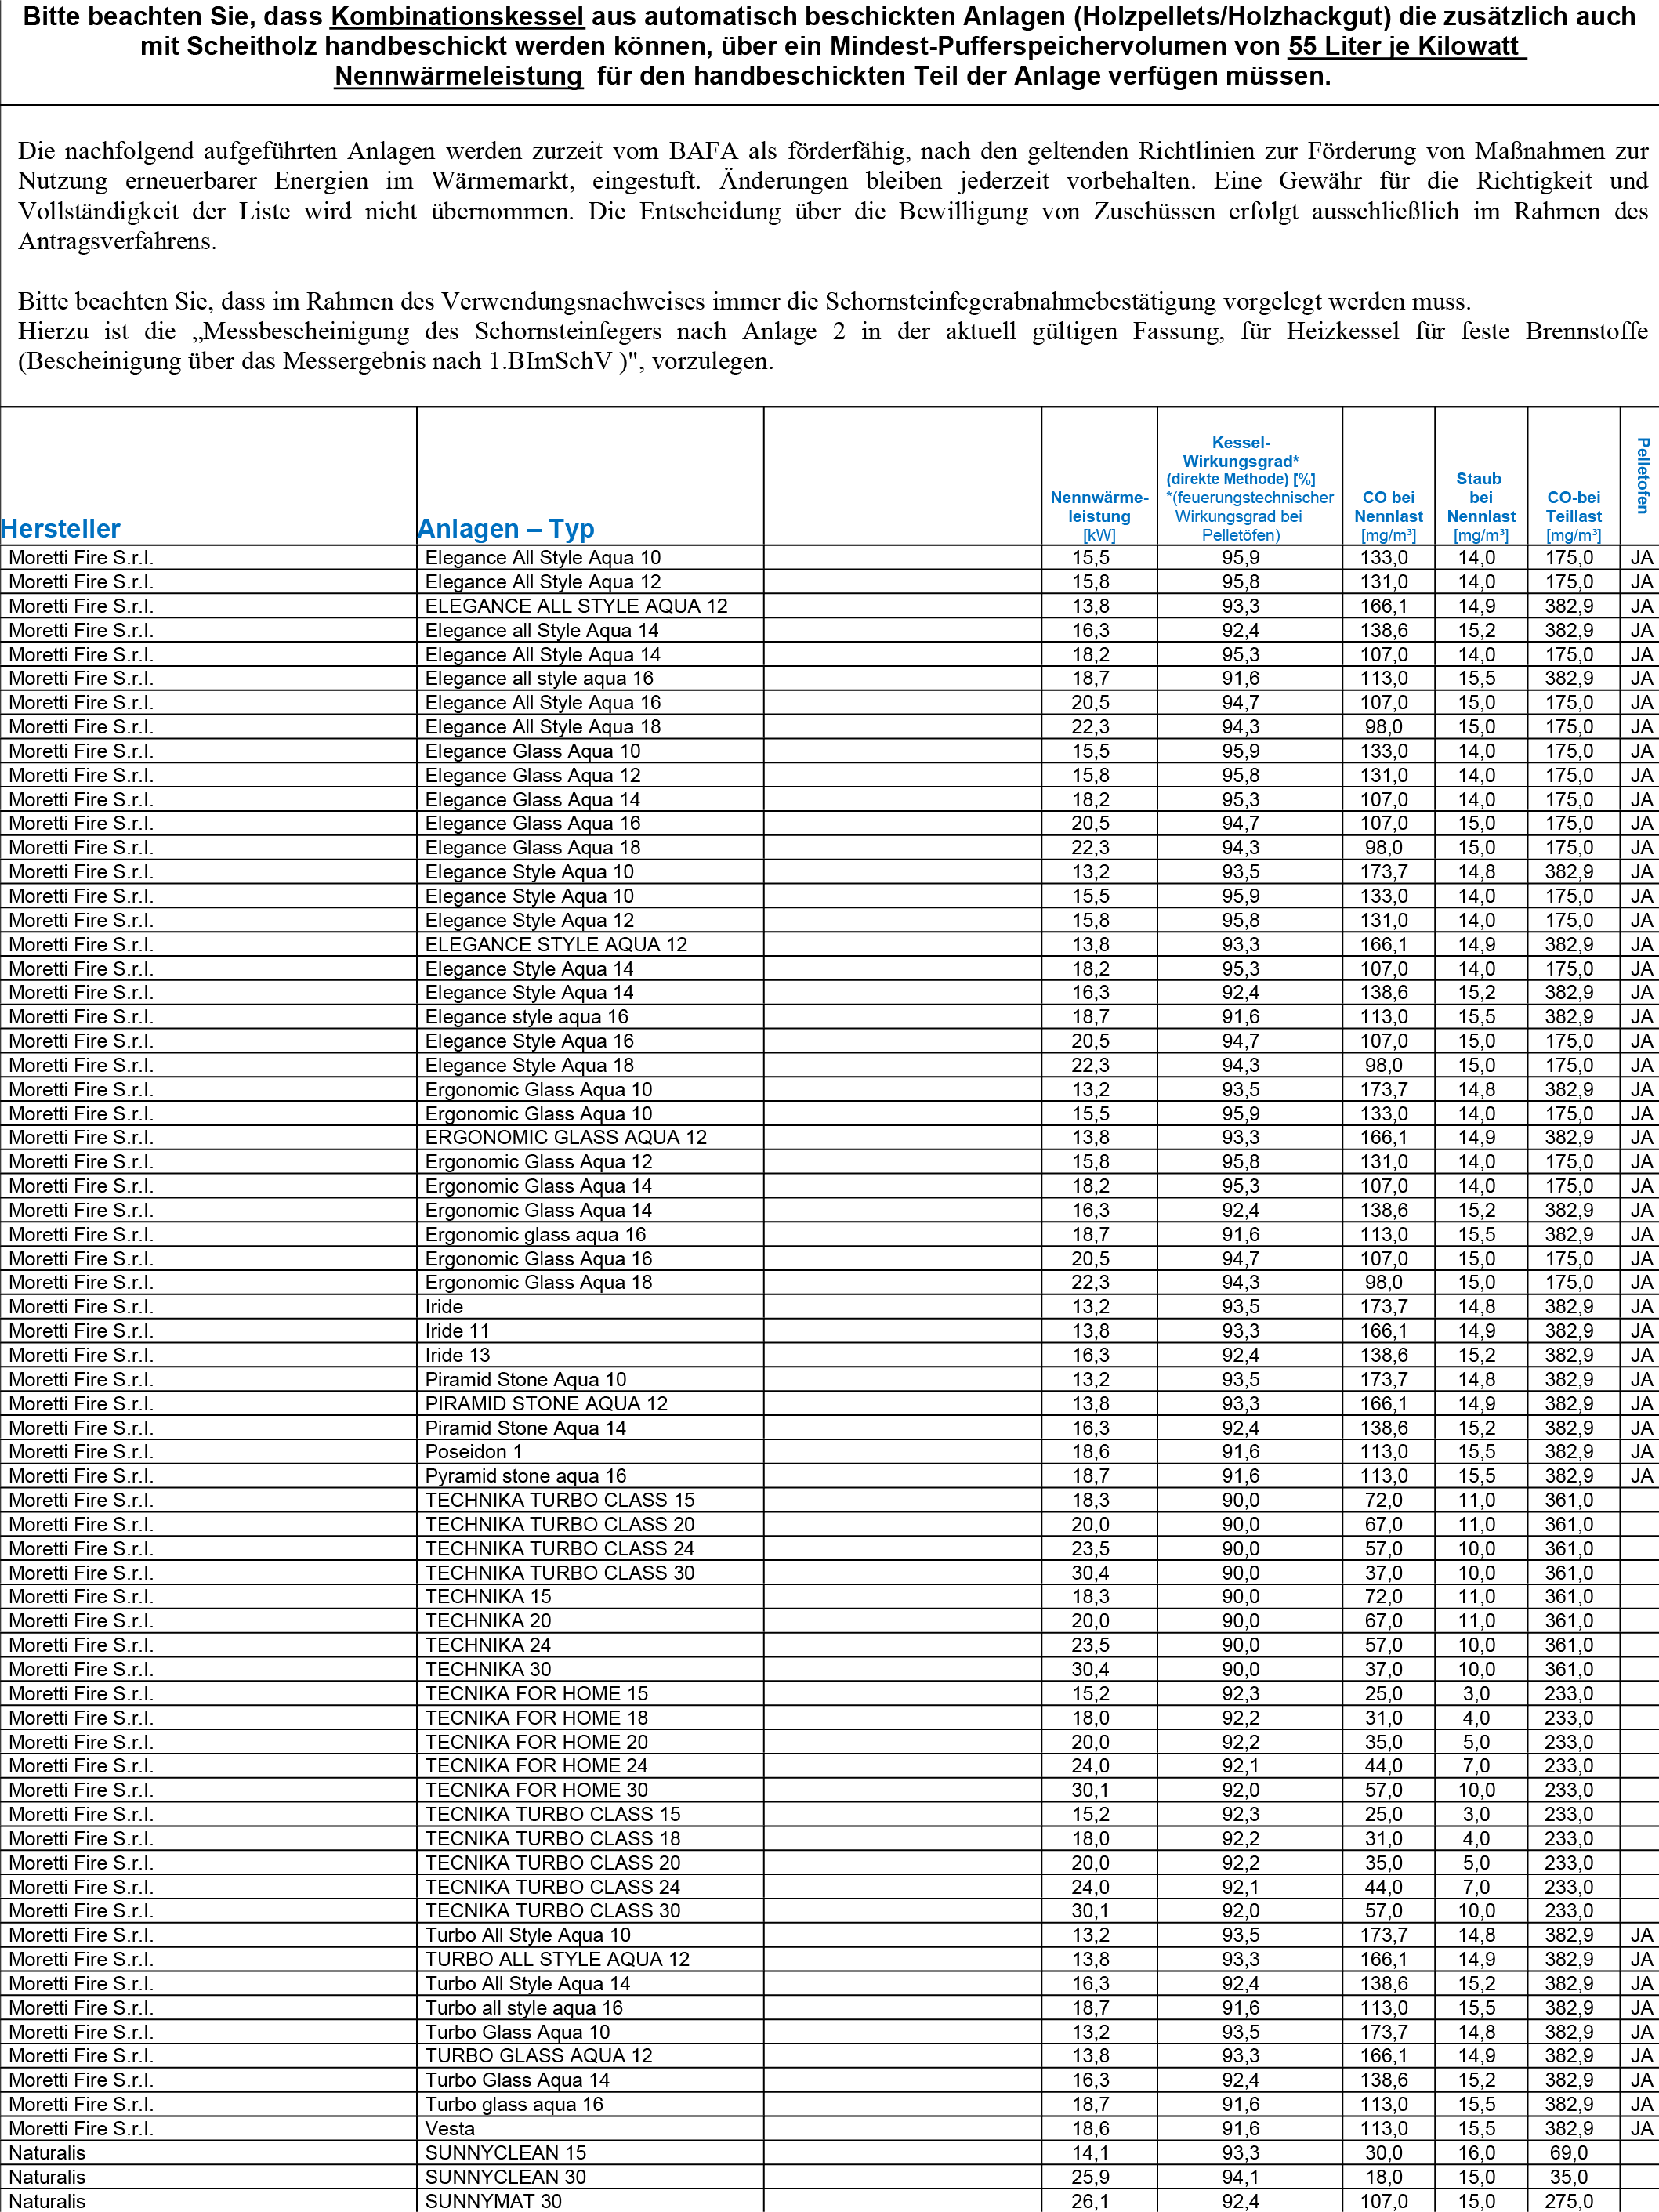 Bitte beachten Sie, dass Kombinationskessel aus automatisch beschickten Anlagen (Holzpellets/Holzhackgut) die zusätzlich auch
mit Scheitholz handbeschickt werden können, über ein Mindest-Pufferspeichervolumen von 55 Liter je Kilowatt
Nennwärmeleistung für den handbeschickten Teil der Anlage verfügen müssen.
Die nachfolgend aufgeführten Anlagen werden zurzeit vom BAFA als förderfähig, nach den geltenden Richtlinien zur Förderung von Maßnahmen zur
Nutzung erneuerbarer Energien im Wärmemarkt, eingestuft. Änderungen bleiben jederzeit vorbehalten. Eine Gewähr für die Richtigkeit und
Vollständigkeit der Liste wird nicht übernommen. Die Entscheidung über die Bewilligung von Zuschüssen erfolgt ausschließlich im Rahmen des
Antragsverfahrens.
Bitte beachten Sie, dass im Rahmen des Verwendungsnachweises immer die Schornsteinfegerabnahmebestätigung vorgelegt werden muss.
Hierzu ist die „Messbescheinigung des Schornsteinfegers nach Anlage 2 in der aktuell gültigen Fassung, für Heizkessel für feste Brennstoffe
(Bescheinigung über das Messergebnis nach 1.BImSchV )", vorzulegen.
Hersteller
Anlagen – Typ
Nennwärme-
leistung
[kW]
Kessel-
Wirkungsgrad*
(direkte Methode) [%]
*(feuerungstechnischer
Wirkungsgrad bei
Pelletöfen)
CO bei
Nennlast
[mg/m³]
Staub
bei
Nennlast
[mg/m³]
CO-bei
Teillast
[mg/m³]
Pelletofen
Moretti Fire S.r.l. Elegance All Style Aqua 10 15,5 95,9 133,0 14,0 175,0 JA
Moretti Fire S.r.l. Elegance All Style Aqua 12 15,8 95,8 131,0 14,0 175,0 JA
Moretti Fire S.r.l. ELEGANCE ALL STYLE AQUA 12 13,8 93,3 166,1 14,9 382,9 JA
Moretti Fire S.r.l. Elegance all Style Aqua 14 16,3 92,4 138,6 15,2 382,9 JA
Moretti Fire S.r.l. Elegance All Style Aqua 14 18,2 95,3 107,0 14,0 175,0 JA
Moretti Fire S.r.l. Elegance all style aqua 16 18,7 91,6 113,0 15,5 382,9 JA
Moretti Fire S.r.l. Elegance All Style Aqua 16 20,5 94,7 107,0 15,0 175,0 JA
Moretti Fire S.r.l. Elegance All Style Aqua 18 22,3 94,3 98,0 15,0 175,0 JA
Moretti Fire S.r.l. Elegance Glass Aqua 10 15,5 95,9 133,0 14,0 175,0 JA
Moretti Fire S.r.l. Elegance Glass Aqua 12 15,8 95,8 131,0 14,0 175,0 JA
Moretti Fire S.r.l. Elegance Glass Aqua 14 18,2 95,3 107,0 14,0 175,0 JA
Moretti Fire S.r.l. Elegance Glass Aqua 16 20,5 94,7 107,0 15,0 175,0 JA
Moretti Fire S.r.l. Elegance Glass Aqua 18 22,3 94,3 98,0 15,0 175,0 JA
Moretti Fire S.r.l. Elegance Style Aqua 10 13,2 93,5 173,7 14,8 382,9 JA
Moretti Fire S.r.l. Elegance Style Aqua 10 15,5 95,9 133,0 14,0 175,0 JA
Moretti Fire S.r.l. Elegance Style Aqua 12 15,8 95,8 131,0 14,0 175,0 JA
Moretti Fire S.r.l. ELEGANCE STYLE AQUA 12 13,8 93,3 166,1 14,9 382,9 JA
Moretti Fire S.r.l. Elegance Style Aqua 14 18,2 95,3 107,0 14,0 175,0 JA
Moretti Fire S.r.l. Elegance Style Aqua 14 16,3 92,4 138,6 15,2 382,9 JA
Moretti Fire S.r.l. Elegance style aqua 16 18,7 91,6 113,0 15,5 382,9 JA
Moretti Fire S.r.l. Elegance Style Aqua 16 20,5 94,7 107,0 15,0 175,0 JA
Moretti Fire S.r.l. Elegance Style Aqua 18 22,3 94,3 98,0 15,0 175,0 JA
Moretti Fire S.r.l. Ergonomic Glass Aqua 10 13,2 93,5 173,7 14,8 382,9 JA
Moretti Fire S.r.l. Ergonomic Glass Aqua 10 15,5 95,9 133,0 14,0 175,0 JA
Moretti Fire S.r.l. ERGONOMIC GLASS AQUA 12 13,8 93,3 166,1 14,9 382,9 JA
Moretti Fire S.r.l. Ergonomic Glass Aqua 12 15,8 95,8 131,0 14,0 175,0 JA
Moretti Fire S.r.l. Ergonomic Glass Aqua 14 18,2 95,3 107,0 14,0 175,0 JA
Moretti Fire S.r.l. Ergonomic Glass Aqua 14 16,3 92,4 138,6 15,2 382,9 JA
Moretti Fire S.r.l. Ergonomic glass aqua 16 18,7 91,6 113,0 15,5 382,9 JA
Moretti Fire S.r.l. Ergonomic Glass Aqua 16 20,5 94,7 107,0 15,0 175,0 JA
Moretti Fire S.r.l. Ergonomic Glass Aqua 18 22,3 94,3 98,0 15,0 175,0 JA
Moretti Fire S.r.l. Iride 13,2 93,5 173,7 14,8 382,9 JA
Moretti Fire S.r.l. Iride 11 13,8 93,3 166,1 14,9 382,9 JA
Moretti Fire S.r.l. Iride 13 16,3 92,4 138,6 15,2 382,9 JA
Moretti Fire S.r.l. Piramid Stone Aqua 10 13,2 93,5 173,7 14,8 382,9 JA
Moretti Fire S.r.l. PIRAMID STONE AQUA 12 13,8 93,3 166,1 14,9 382,9 JA
Moretti Fire S.r.l. Piramid Stone Aqua 14 16,3 92,4 138,6 15,2 382,9 JA
Moretti Fire S.r.l. Poseidon 1 18,6 91,6 113,0 15,5 382,9 JA
Moretti Fire S.r.l. Pyramid stone aqua 16 18,7 91,6 113,0 15,5 382,9 JA
Moretti Fire S.r.l. TECHNIKA TURBO CLASS 15 18,3 90,0 72,0 11,0 361,0
Moretti Fire S.r.l. TECHNIKA TURBO CLASS 20 20,0 90,0 67,0 11,0 361,0
Moretti Fire S.r.l. TECHNIKA TURBO CLASS 24 23,5 90,0 57,0 10,0 361,0
Moretti Fire S.r.l. TECHNIKA TURBO CLASS 30 30,4 90,0 37,0 10,0 361,0
Moretti Fire S.r.l. TECHNIKA 15 18,3 90,0 72,0 11,0 361,0
Moretti Fire S.r.l. TECHNIKA 20 20,0 90,0 67,0 11,0 361,0
Moretti Fire S.r.l. TECHNIKA 24 23,5 90,0 57,0 10,0 361,0
Moretti Fire S.r.l. TECHNIKA 30 30,4 90,0 37,0 10,0 361,0
Moretti Fire S.r.l. TECNIKA FOR HOME 15 15,2 92,3 25,0 3,0 233,0
Moretti Fire S.r.l. TECNIKA FOR HOME 18 18,0 92,2 31,0 4,0 233,0
Moretti Fire S.r.l. TECNIKA FOR HOME 20 20,0 92,2 35,0 5,0 233,0
Moretti Fire S.r.l. TECNIKA FOR HOME 24 24,0 92,1 44,0 7,0 233,0
Moretti Fire S.r.l. TECNIKA FOR HOME 30 30,1 92,0 57,0 10,0 233,0
Moretti Fire S.r.l. TECNIKA TURBO CLASS 15 15,2 92,3 25,0 3,0 233,0
Moretti Fire S.r.l. TECNIKA TURBO CLASS 18 18,0 92,2 31,0 4,0 233,0
Moretti Fire S.r.l. TECNIKA TURBO CLASS 20 20,0 92,2 35,0 5,0 233,0
Moretti Fire S.r.l. TECNIKA TURBO CLASS 24 24,0 92,1 44,0 7,0 233,0
Moretti Fire S.r.l. TECNIKA TURBO CLASS 30 30,1 92,0 57,0 10,0 233,0
Moretti Fire S.r.l. Turbo All Style Aqua 10 13,2 93,5 173,7 14,8 382,9 JA
Moretti Fire S.r.l. TURBO ALL STYLE AQUA 12 13,8 93,3 166,1 14,9 382,9 JA
Moretti Fire S.r.l. Turbo All Style Aqua 14 16,3 92,4 138,6 15,2 382,9 JA
Moretti Fire S.r.l. Turbo all style aqua 16 18,7 91,6 113,0 15,5 382,9 JA
Moretti Fire S.r.l. Turbo Glass Aqua 10 13,2 93,5 173,7 14,8 382,9 JA
Moretti Fire S.r.l. TURBO GLASS AQUA 12 13,8 93,3 166,1 14,9 382,9 JA
Moretti Fire S.r.l. Turbo Glass Aqua 14 16,3 92,4 138,6 15,2 382,9 JA
Moretti Fire S.r.l. Turbo glass aqua 16 18,7 91,6 113,0 15,5 382,9 JA
Moretti Fire S.r.l. Vesta 18,6 91,6 113,0 15,5 382,9 JA
Naturalis SUNNYCLEAN 15 14,1 93,3 30,0 16,0 69,0
Naturalis SUNNYCLEAN 30 25,9 94,1 18,0 15,0 35,0
Naturalis SUNNYMAT 30 26,1 92,4 107,0 15,0 275,0